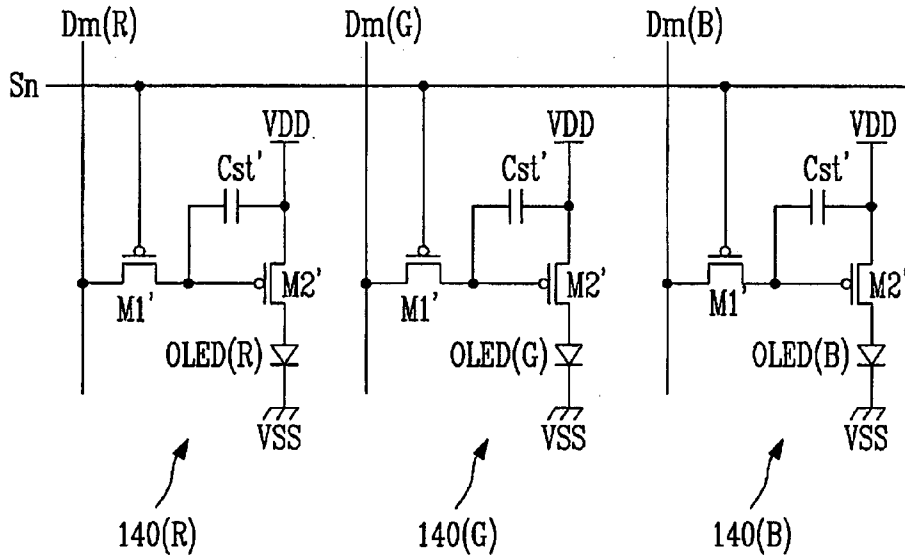 Dm(R) Dm(G) Dm(B)
Sn
VDD VDD VDD
Cst' Cst' Cst'
M1' M2' M1' M2' M1' M2'
OLED(R) OLED(G) OLED(B)
VSS VSS VSS
140(R) 140(G) 140(B)